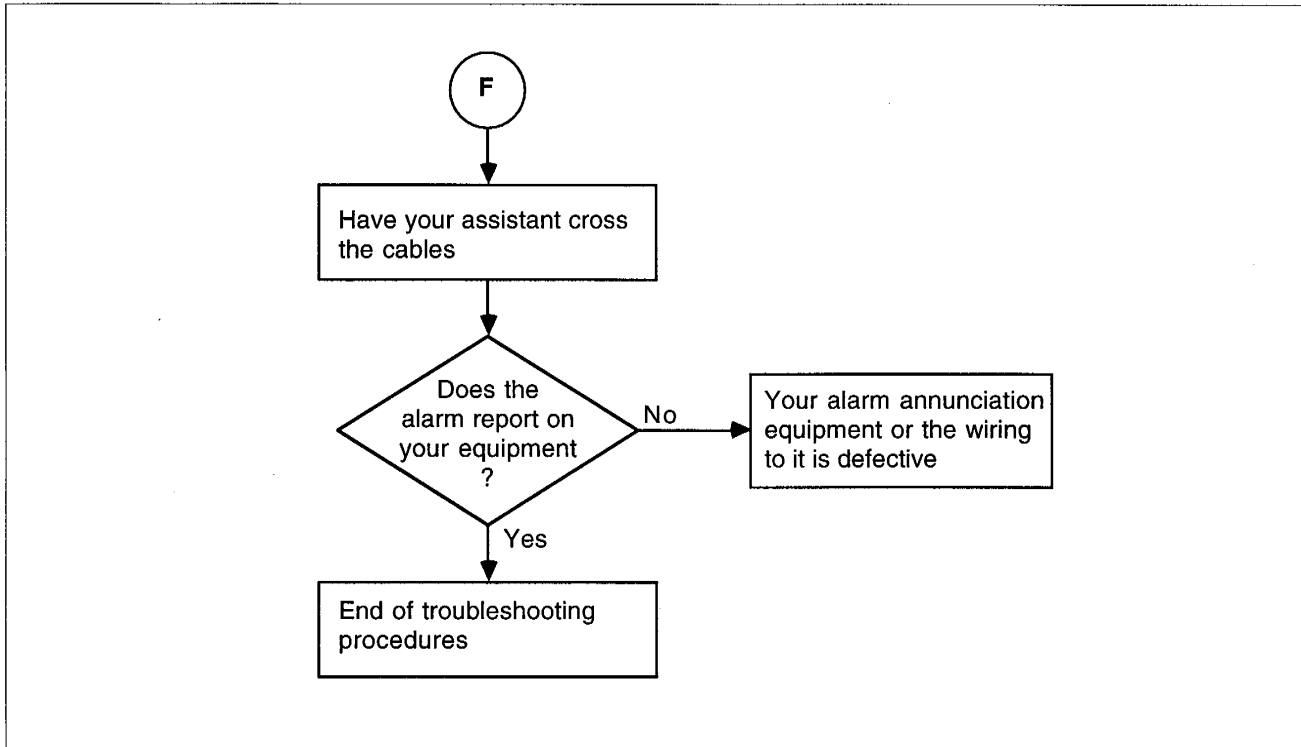 F
Have your assistant cross
the cables
Does the
alarm report on
your equipment
?
No
Your alarm annunciation
equipment or the wiring
to it is defective
Yes
End of troubleshooting
procedures